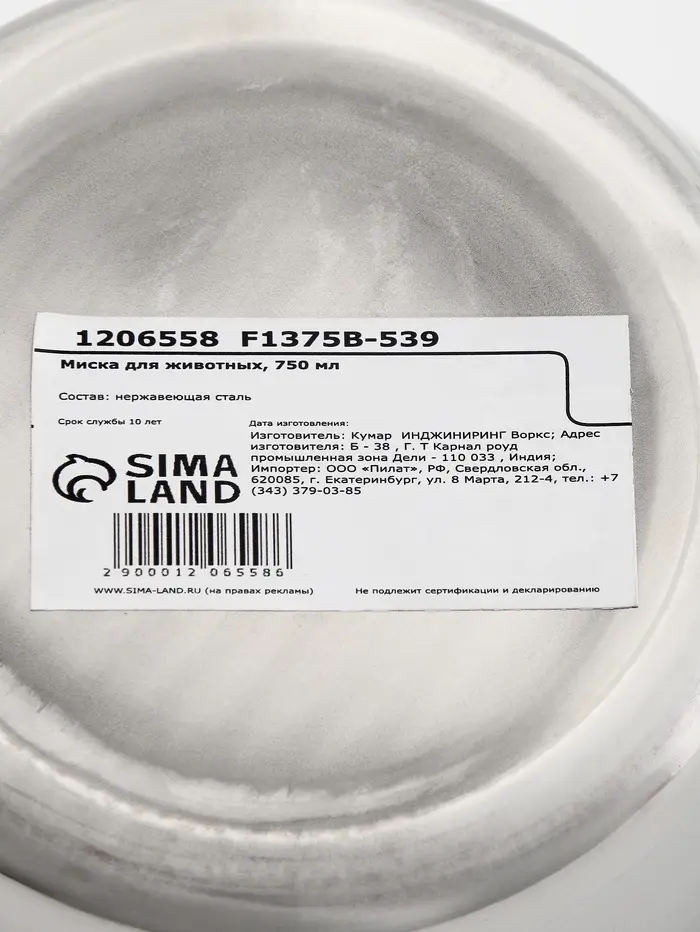 1206558 F1375B-539
Миска для животных, 750 мл
Состав: нержавеющая сталь
Срок службы 10 лет
Дата изготовления:
Изготовитель: Кумар ИНДЖИНИРИНГ Воркс; Адрес
изготовителя: Б - 38 , Г. Т Карнал роуд
промышленная зона Дели - 110 033 , Индия;
Импортер: ООО «Пилат», РФ, Свердловская обл.,
620085, г. Екатеринбург, ул. 8 Марта, 212-4, тел.: +7
(343) 379-03-85
SIMA
LAND
2 900012 065586
WWW.SIMA-LAND.RU (на правах рекламы)
Не подлежит сертификации и декларированию